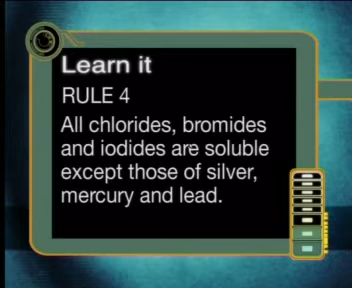 Learn it
RULE 4
All chlorides, bromides
and iodides are soluble
except those of silver,
mercury and lead.